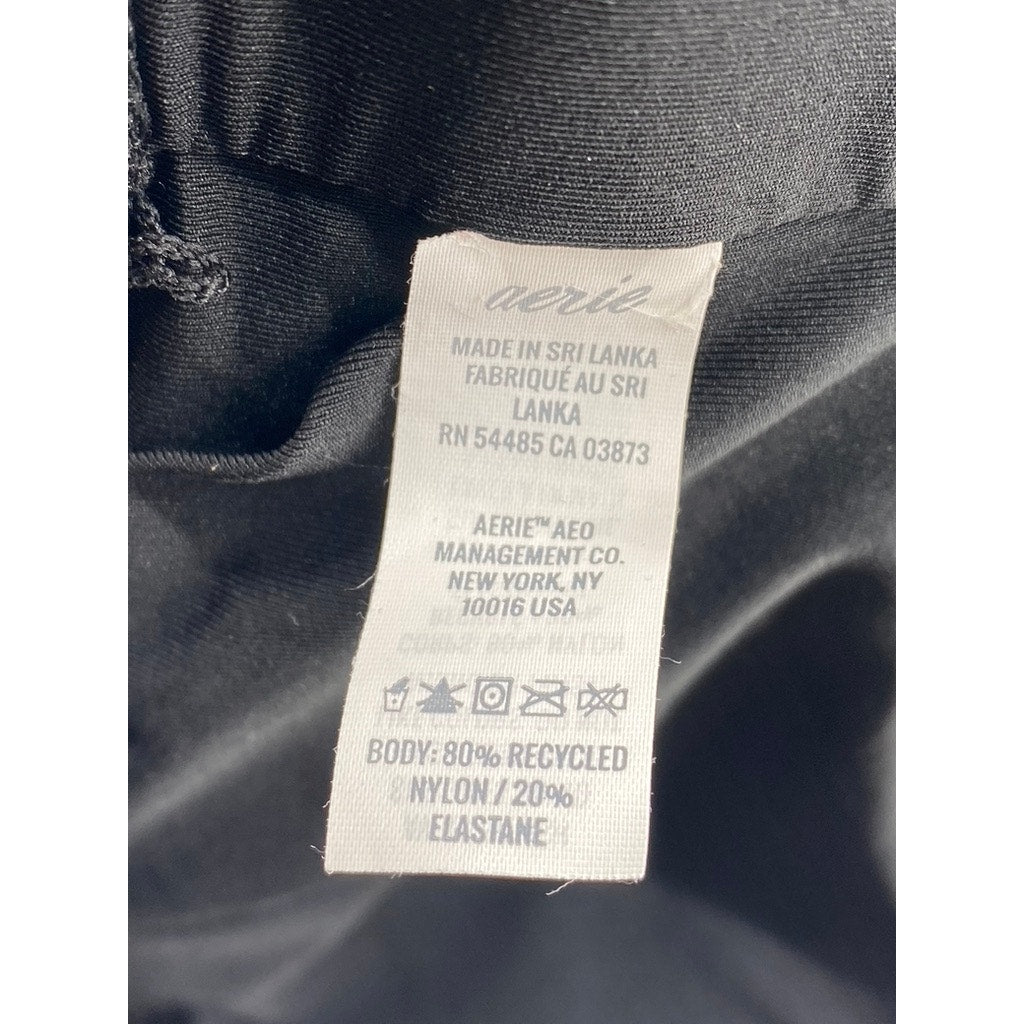 aerie
MADE IN SRI LANKA
FABRIQUÉ AU SRI
LANKA
RN 54485 CA 03873
AERIE™ AEO
MANAGEMENT CO.
NEW YORK, NY
10016 USA
BODY: 80% RECYCLED
NYLON / 20%
ELASTANE